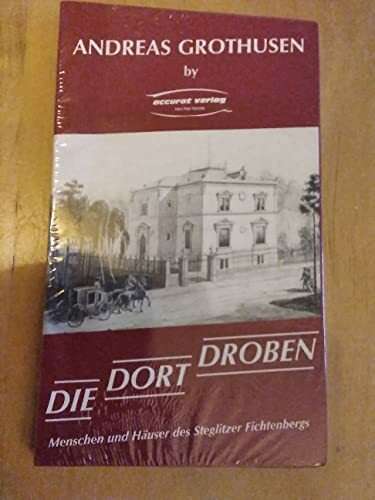 ANDREAS GROTHUSEN
by
accurat verlag
DIE DORT DROBEN
Menschen und Häuser des Steglitzer Fichtenbergs